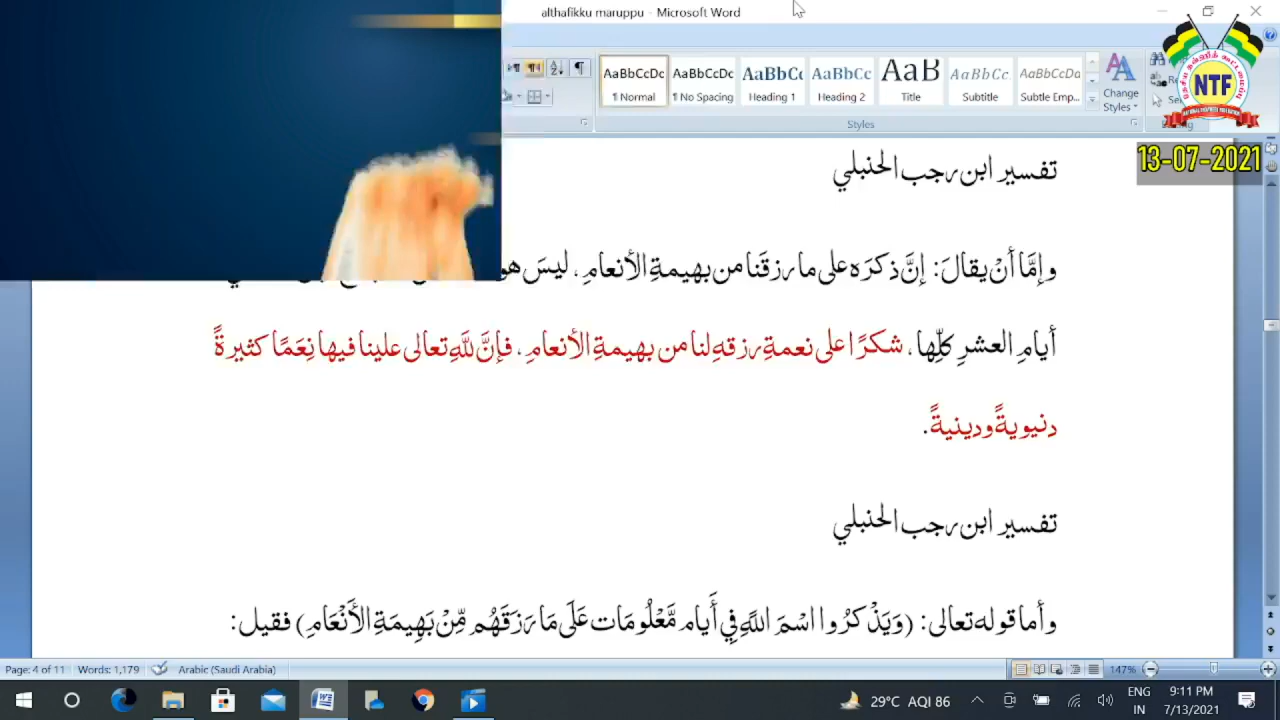 althafikku maruppu - Microsoft Word
AaBbCcDc AaBbCcDc AaBbCc AaBbCc AaB AaBbCc. AaBbCcDa
¶ Normal ¶ No Spacing Heading 1 Heading 2 Title Subtitle Subtle Emp...
Change
Styles
Styles
NTF
13-07-2021
تفسير ابن رجب الحنبلي
وإمَّا أنْ يقالَ: إنَّ ذكرَه على ما رزقَنا من بهيمةِ الأنعامِ، ليسَ هو
أيامِ العشرِ كلِّها، شكرًا على نعمةِ رزقهِ لنا من بهيمةِ الأنعامِ، فإنَّ للَّهِ تعالى علينا فيها نِعَمًا كثيرةً
دنيويةً ودينيةً.
تفسير ابن رجب الحنبلي
وأما قوله تعالى: (وَيَذْكُرُوا اسْمَ اللَّهِ فِي أَيَّامٍ مَّعْلُومَاتٍ عَلَى مَا رَزَقَهُم مِّنْ بَهِيمَةِ الأَنْعَامِ) فقيل:
Page: 4 of 11 Words: 1,179 Arabic (Saudi Arabia) 147%
29°C AQI 86 ENG 9:11 PM
IN 7/13/2021